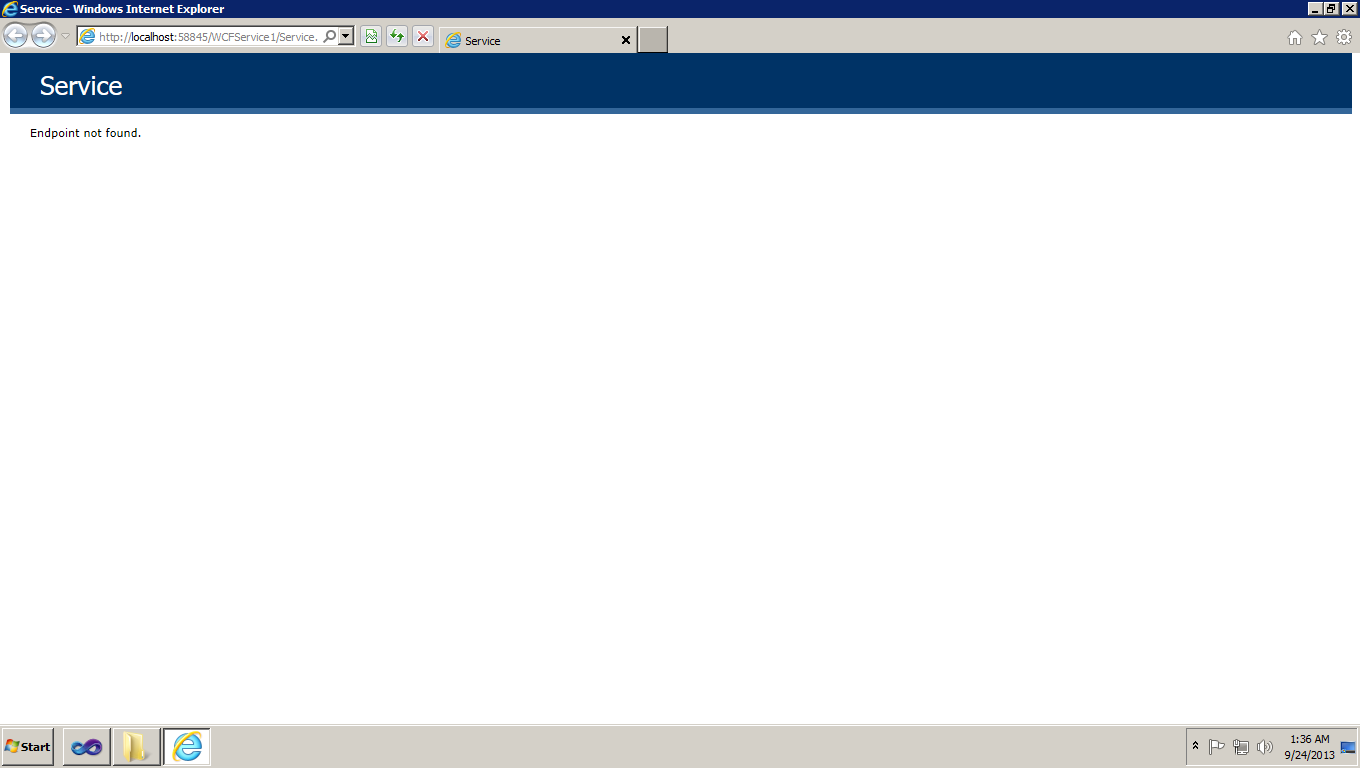 Service - Windows Internet Explorer
http://localhost:58845/WCFService1/Service.
Service
Service
Endpoint not found.
Start
1:36 AM
9/24/2013